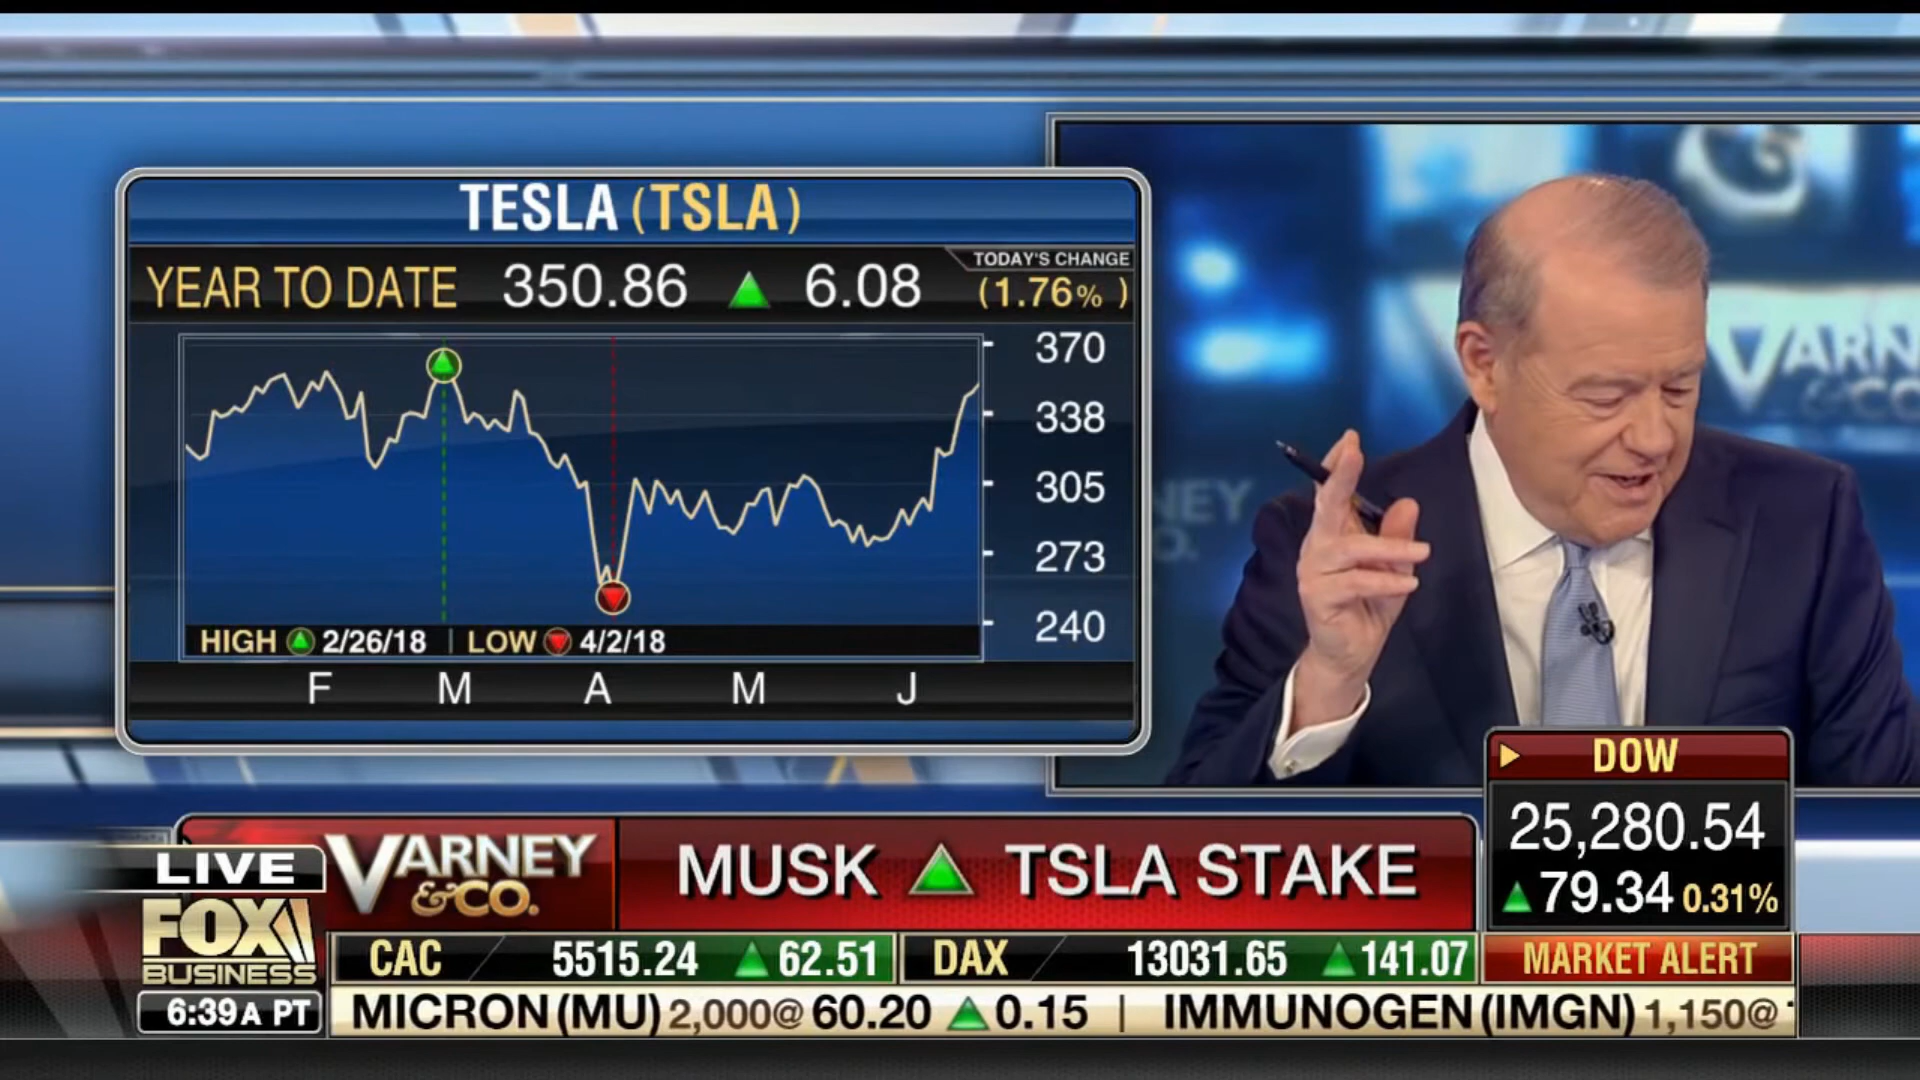 TESLA (TSLA)
YEAR TO DATE 350.86 ▲ 6.08 TODAY'S CHANGE (1.76%)
370
338
305
273
240
HIGH ▲ 2/26/18 | LOW ▼ 4/2/18
F M A M J
VARNEY
& CO
NEY
O.
DOW
25,280.54
▲ 79.34 0.31%
MARKET ALERT
LIVE
VARNEY
& CO.
MUSK ▲ TSLA STAKE
FOX
BUSINESS
6:39A PT
CAC 5515.24 ▲ 62.51 DAX 13031.65 ▲ 141.07
MICRON (MU) 2,000@ 60.20 ▲ 0.15 | IMMUNOGEN (IMGN) 1,150@